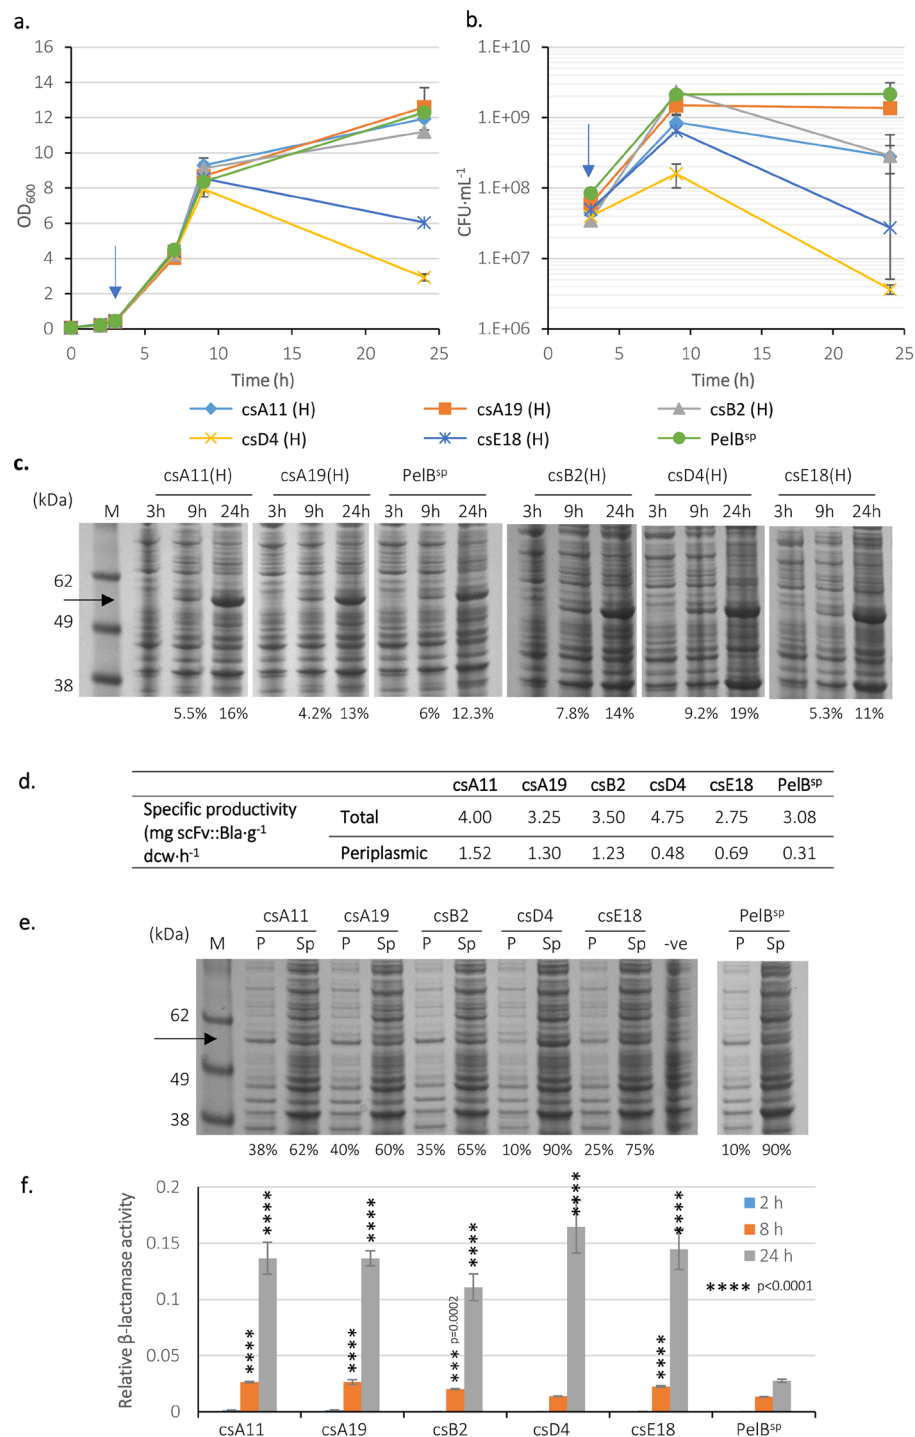 a.
b.
16
14
12
10
8
6
4
2
0
OD600
0 5 10 15 20 25
Time (h)
1.E+10
1.E+09
1.E+08
1.E+07
1.E+06
CFU·mL-1
0 5 10 15 20 25
Time (h)
csA11 (H) csA19 (H) csB2 (H)
csD4 (H) csE18 (H) PelBsp
c.
csA11(H) csA19(H) PelBsp csB2(H) csD4(H) csE18(H)
(kDa) M 3h 9h 24h 3h 9h 24h 3h 6h 24h 3h 9h 24h 3h 9h 24h 3h 9h 24h
62
49
38
5.5% 16% 4.2% 13% 6% 12.3% 7.8% 14% 9.2% 19% 5.3% 11%
d.
csA11 csA19 csB2 csD4 csE18 PelBsp
Specific productivity
(mg scFv::Bla·g-1
dcw·h-1
Total 4.00 3.25 3.50 4.75 2.75 3.08
Periplasmic 1.52 1.30 1.23 0.48 0.69 0.31
e.
csA11 csA19 csB2 csD4 csE18 PelBsp
(kDa) M P Sp P Sp P Sp P Sp P Sp -ve P Sp
62
49
38
38% 62% 40% 60% 35% 65% 10% 90% 25% 75% 10% 90%
f.
0.2
0.15
0.1
0.05
0
Relative β-lactamase activity
**** **** **** **** ****
**** **** *** p=0.0002 ****
2 h
8 h
24 h
**** p<0.0001
csA11 csA19 csB2 csD4 csE18 PelBsp